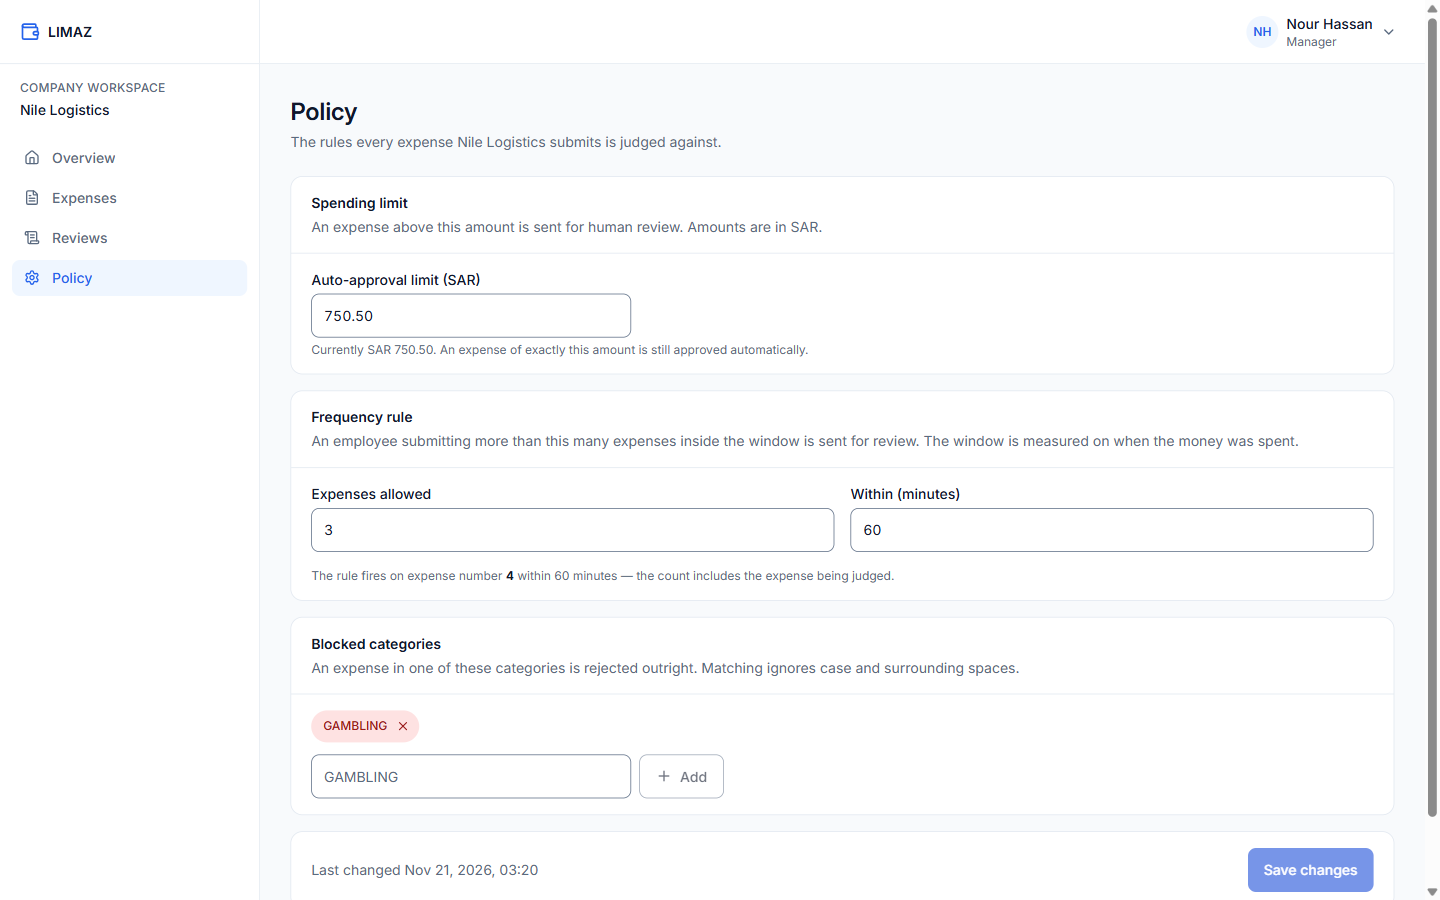 LIMAZ
NH
Nour Hassan
Manager
COMPANY WORKSPACE
Nile Logistics
Overview
Expenses
Reviews
Policy
Policy
The rules every expense Nile Logistics submits is judged against.
Spending limit
An expense above this amount is sent for human review. Amounts are in SAR.
Auto-approval limit (SAR)
750.50
Currently SAR 750.50. An expense of exactly this amount is still approved automatically.
Frequency rule
An employee submitting more than this many expenses inside the window is sent for review. The window is measured on when the money was spent.
Expenses allowed
Within (minutes)
3
60
The rule fires on expense number 4 within 60 minutes — the count includes the expense being judged.
Blocked categories
An expense in one of these categories is rejected outright. Matching ignores case and surrounding spaces.
GAMBLING
GAMBLING
Add
Last changed Nov 21, 2026, 03:20
Save changes